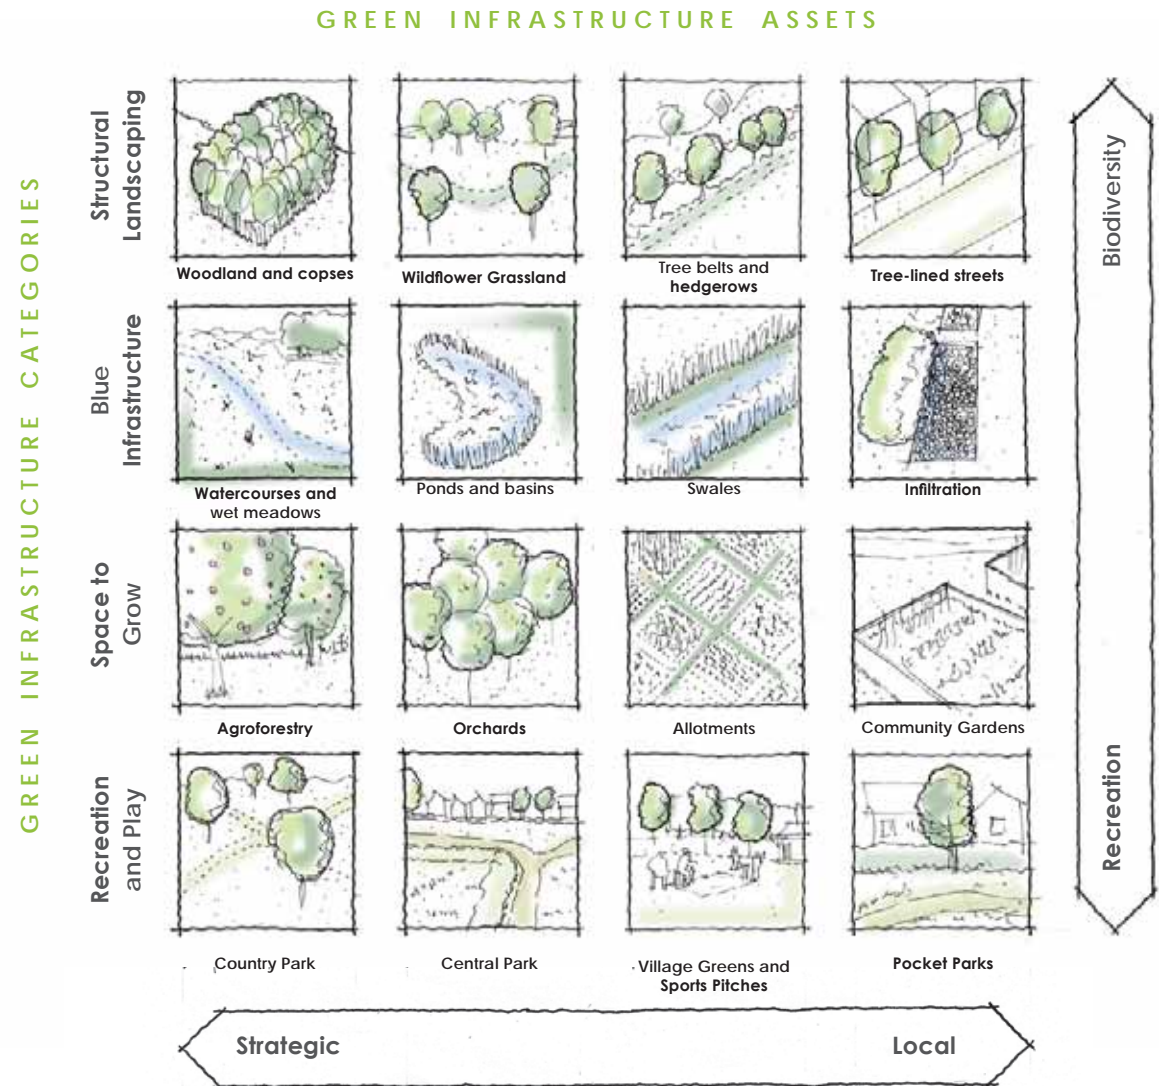 GREEN INFRASTRUCTURE ASSETS
GREEN INFRASTRUCTURE CATEGORIES
Structural
Landscaping
Woodland and copses
Wildflower Grassland
Tree belts and
hedgerows
Tree-lined streets
Blue
Infrastructure
Watercourses and
wet meadows
Ponds and basins
Swales
Infiltration
Space to
Grow
Agroforestry
Orchards
Allotments
Community Gardens
Recreation
and Play
Country Park
Central Park
Village Greens and
Sports Pitches
Pocket Parks
Biodiversity
Recreation
Strategic
Local